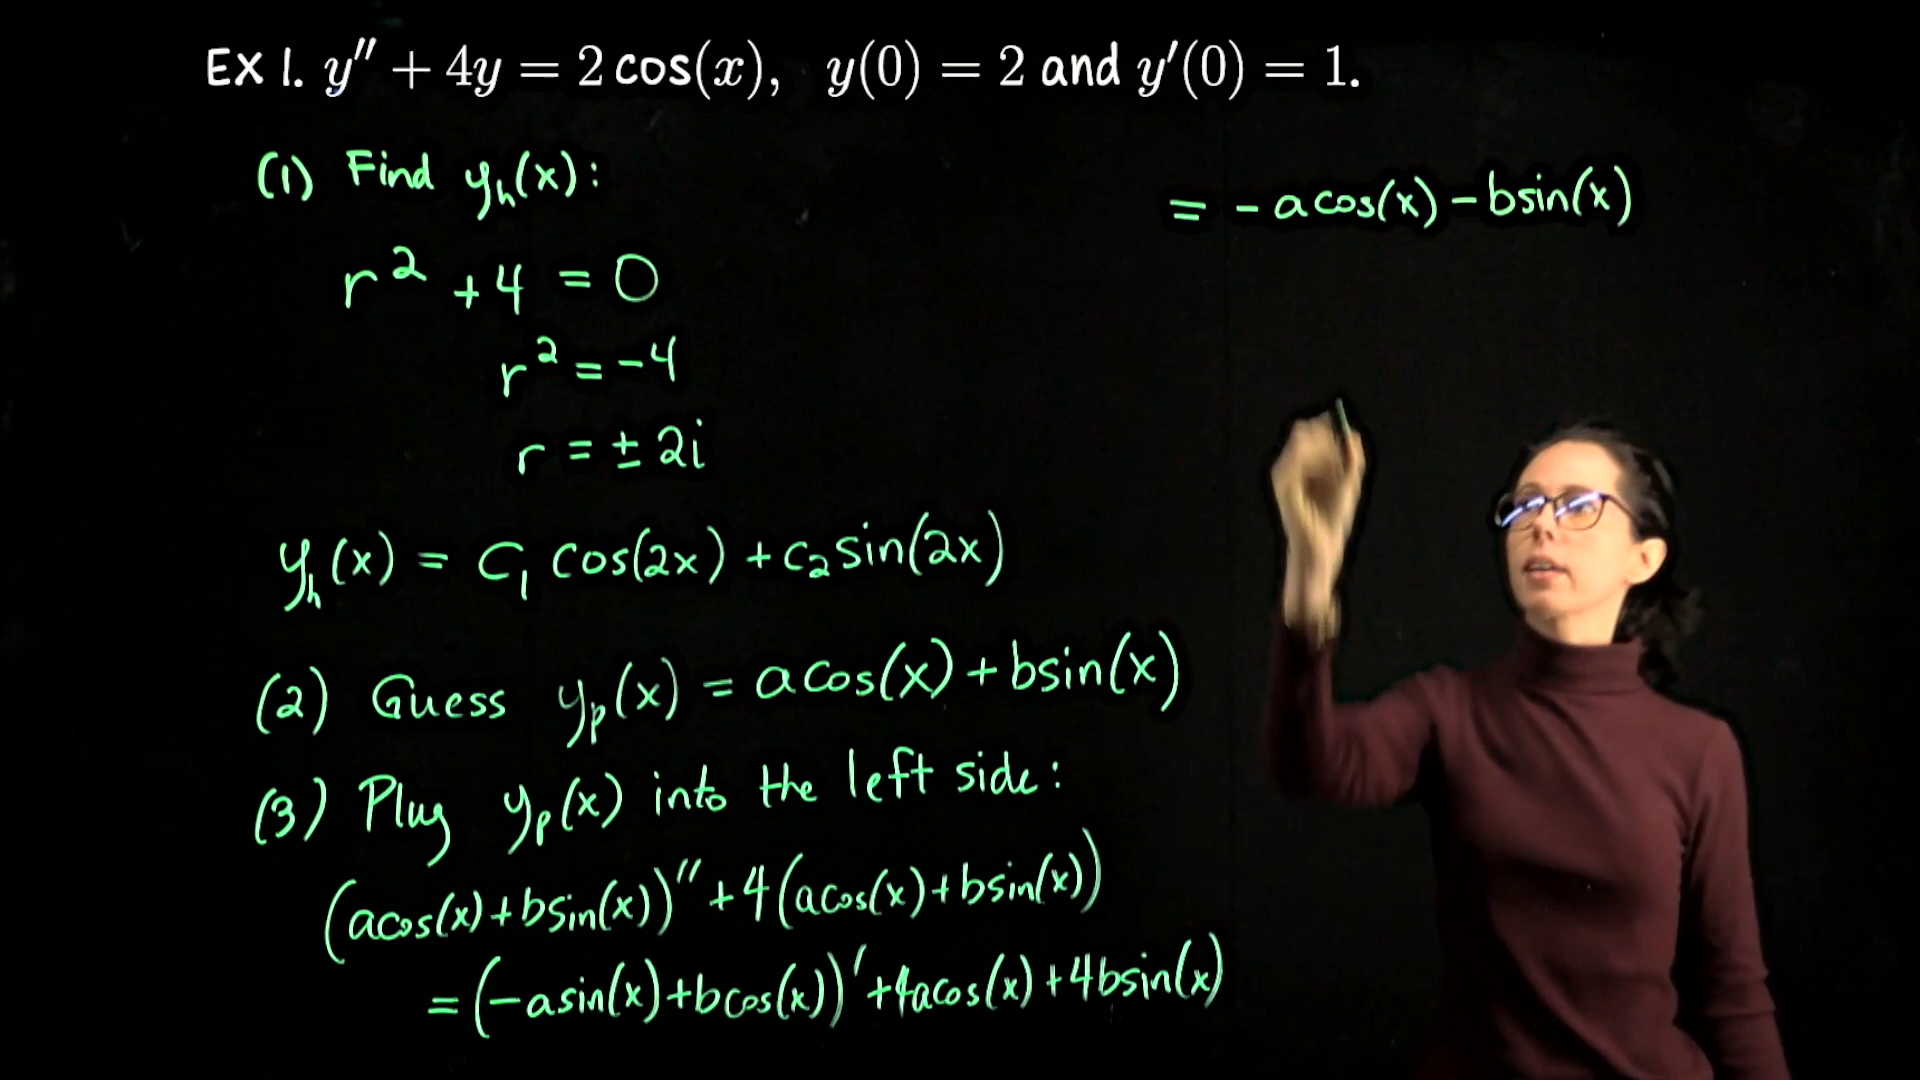 EX 1. y'' + 4y = 2 cos(x), y(0) = 2 and y'(0) = 1.
(1) Find yₕ(x):
r² + 4 = 0
r² = -4
r = ± 2i
yₕ(x) = C₁ cos(2x) + c₂ sin(2x)
(2) Guess yₚ(x) = a cos(x) + b sin(x)
(3) Plug yₚ(x) into the left side:
(a cos(x) + b sin(x))'' + 4(a cos(x) + b sin(x))
= (-a sin(x) + b cos(x))' + 4a cos(x) + 4b sin(x)
= - a cos(x) - b sin(x)